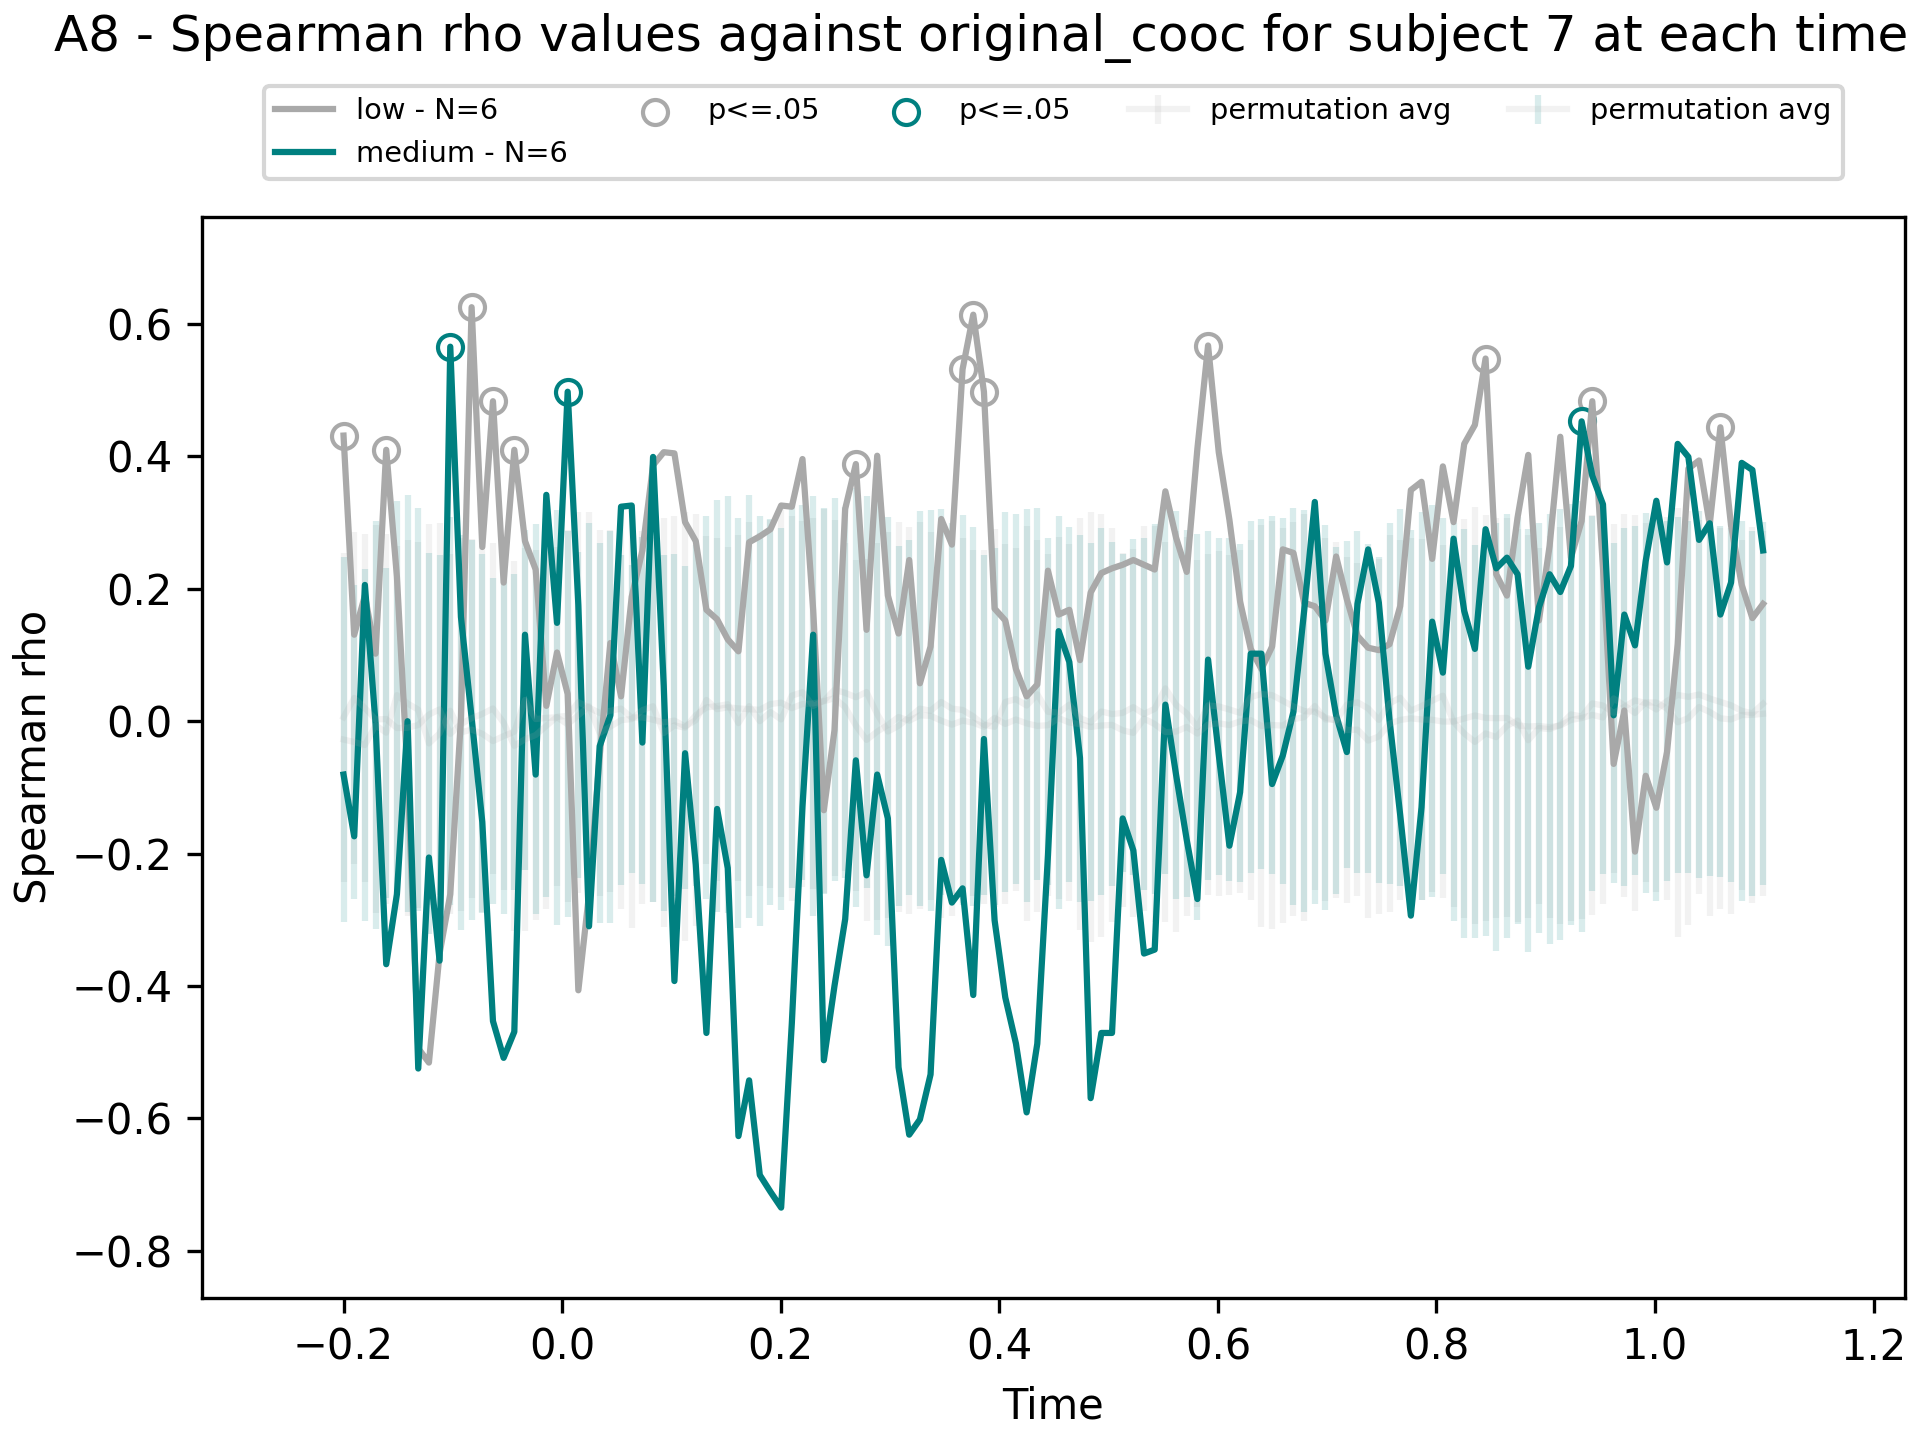 A8 - Spearman rho values against original_cooc for subject 7 at each time
low - N=6
medium - N=6
p<=.05
p<=.05
permutation avg
permutation avg
Spearman rho
0.6
0.4
0.2
0.0
−0.2
−0.4
−0.6
−0.8
−0.2 0.0 0.2 0.4 0.6 0.8 1.0 1.2
Time